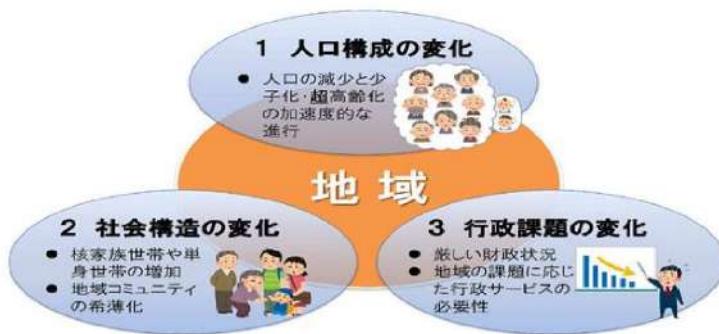 1 人口構成の変化
● 人口の減少と少
子化・超高齢化
の加速度的な
進行
地域
2 社会構造の変化
● 核家族世帯や単
身世帯の増加
● 地域コミュニティ
の希薄化
3 行政課題の変化
● 厳しい財政状況
● 地域の課題に応じ
た行政サービスの
必要性